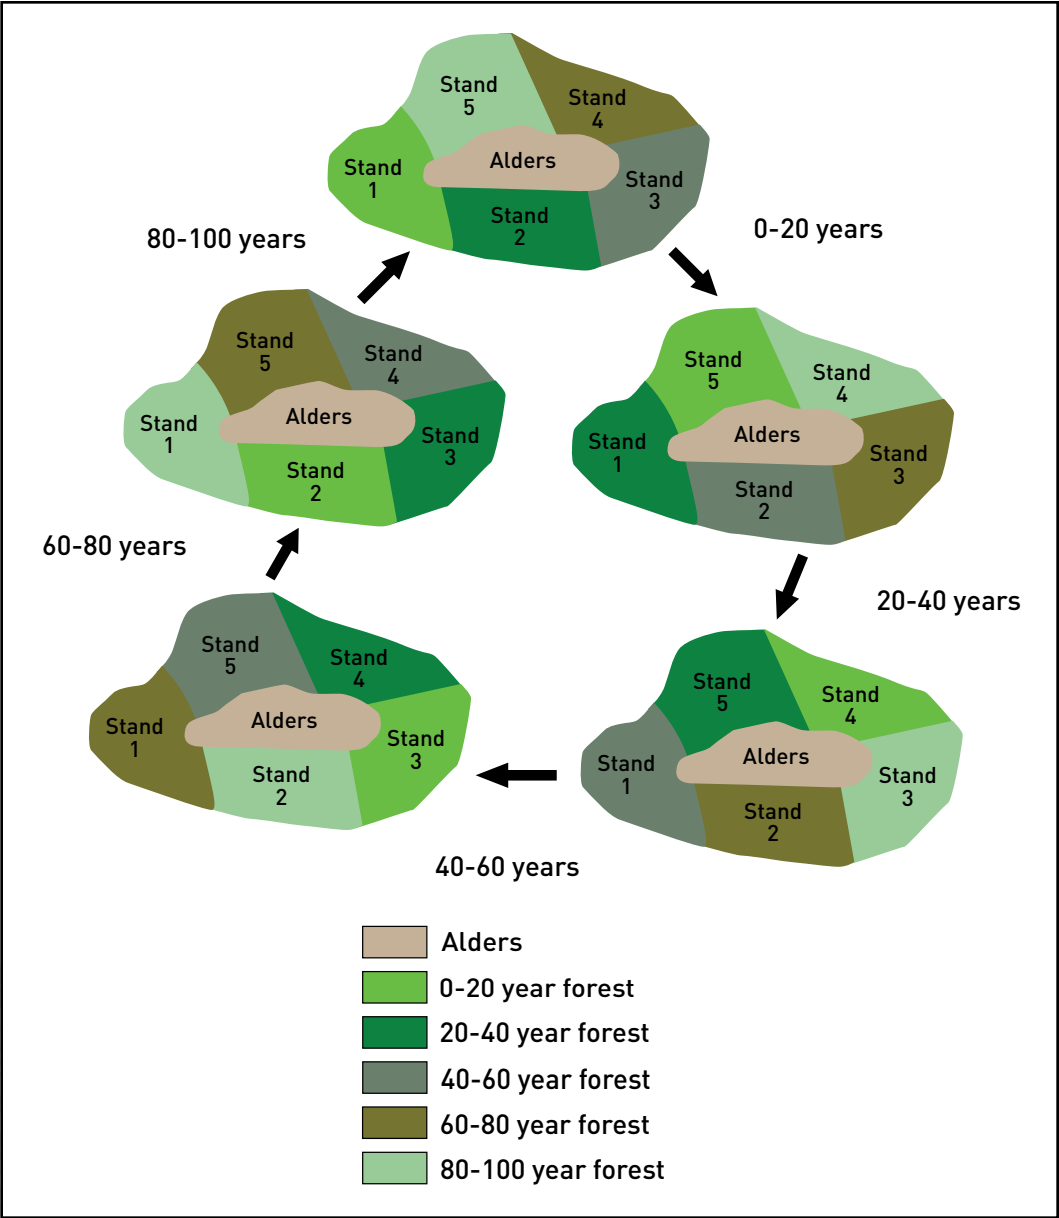 Stand
5
Stand
4
Alders
Stand
1
Stand
3
Stand
2
80-100 years
0-20 years
Stand
5
Stand
4
Alders
Stand
1
Stand
3
Stand
2
Stand
5
Stand
4
Alders
Stand
1
Stand
3
Stand
2
60-80 years
20-40 years
Stand
5
Stand
4
Alders
Stand
1
Stand
3
Stand
2
Stand
5
Stand
4
Alders
Stand
1
Stand
3
Stand
2
40-60 years
Alders
0-20 year forest
20-40 year forest
40-60 year forest
60-80 year forest
80-100 year forest